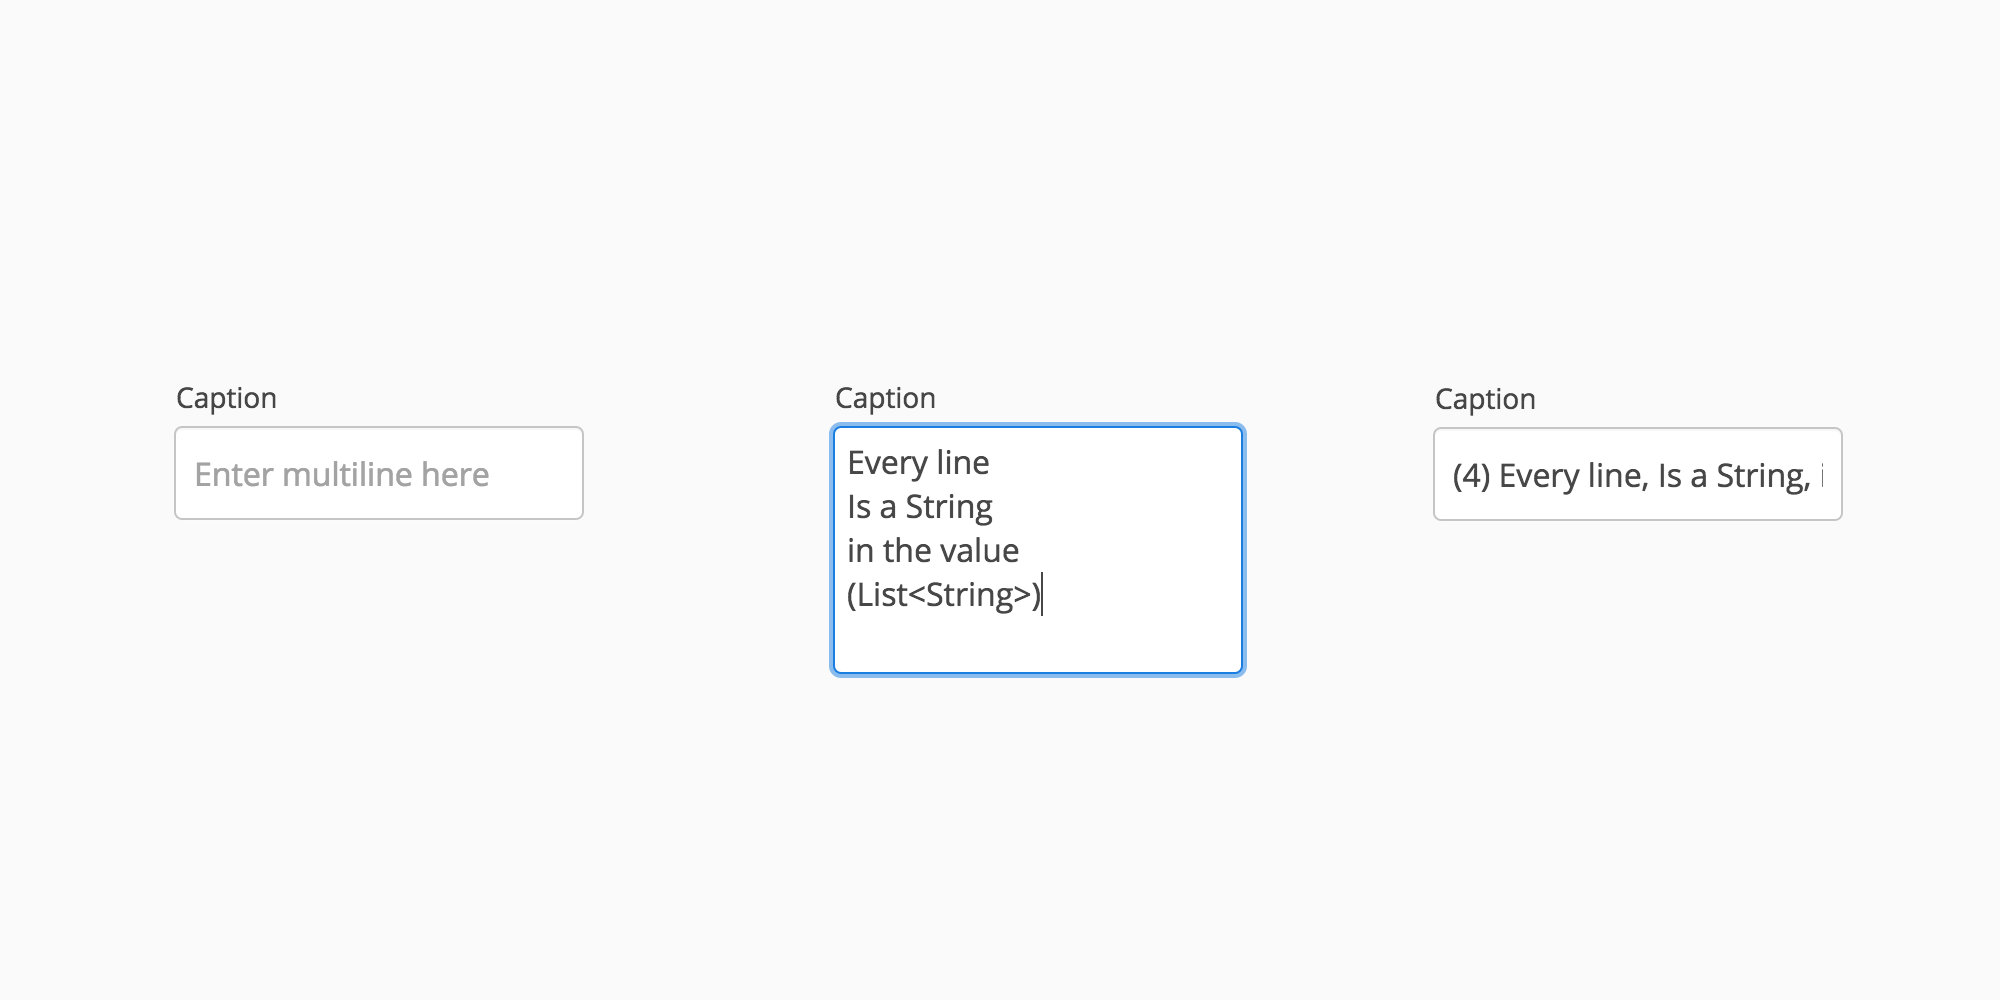 Caption
Enter multiline here
Caption
Every line
Is a String
in the value
(List<String>)
Caption
(4) Every line, Is a String,